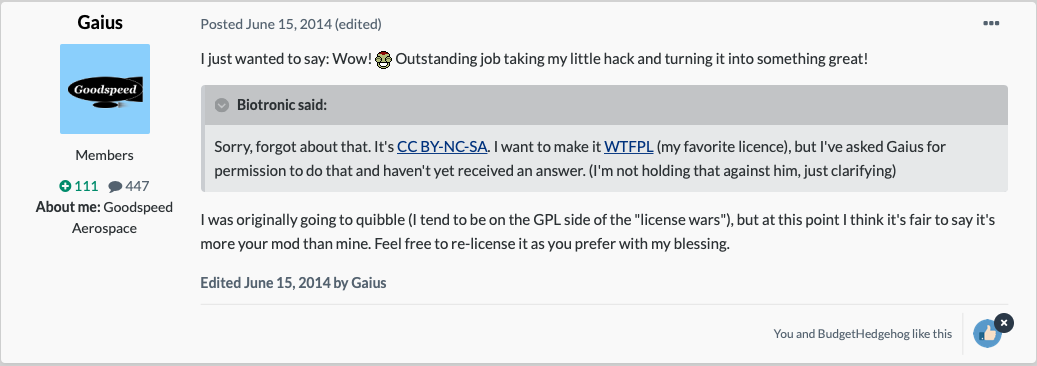 Gaius
Goodspeed
Members
111 447
About me: Goodspeed
Aerospace
Posted June 15, 2014 (edited)
I just wanted to say: Wow! Outstanding job taking my little hack and turning it into something great!
Biotronic said:
Sorry, forgot about that. It's CC BY-NC-SA. I want to make it WTFPL (my favorite licence), but I've asked Gaius for
permission to do that and haven't yet received an answer. (I'm not holding that against him, just clarifying)
I was originally going to quibble (I tend to be on the GPL side of the "license wars"), but at this point I think it's fair to say it's
more your mod than mine. Feel free to re-license it as you prefer with my blessing.
Edited June 15, 2014 by Gaius
You and BudgetHedgehog like this